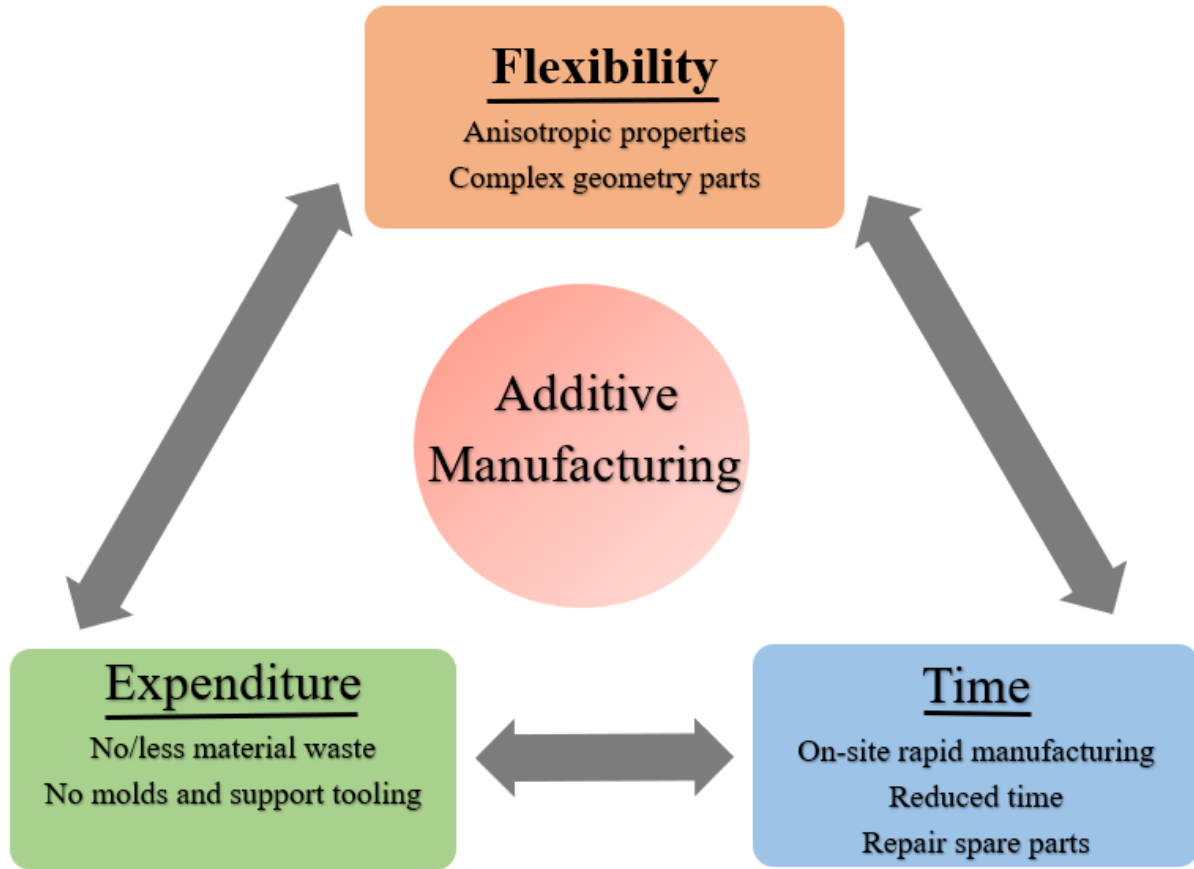 Flexibility
Anisotropic properties
Complex geometry parts
Additive
Manufacturing
Expenditure
No/less material waste
No molds and support tooling
Time
On-site rapid manufacturing
Reduced time
Repair spare parts